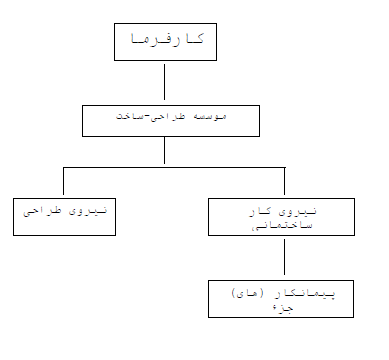 کارفرما
موسسه طراحی-ساخت
نیروی کار
ساختمانی
نیروی طراحی
پیمانکار (های)
جزء